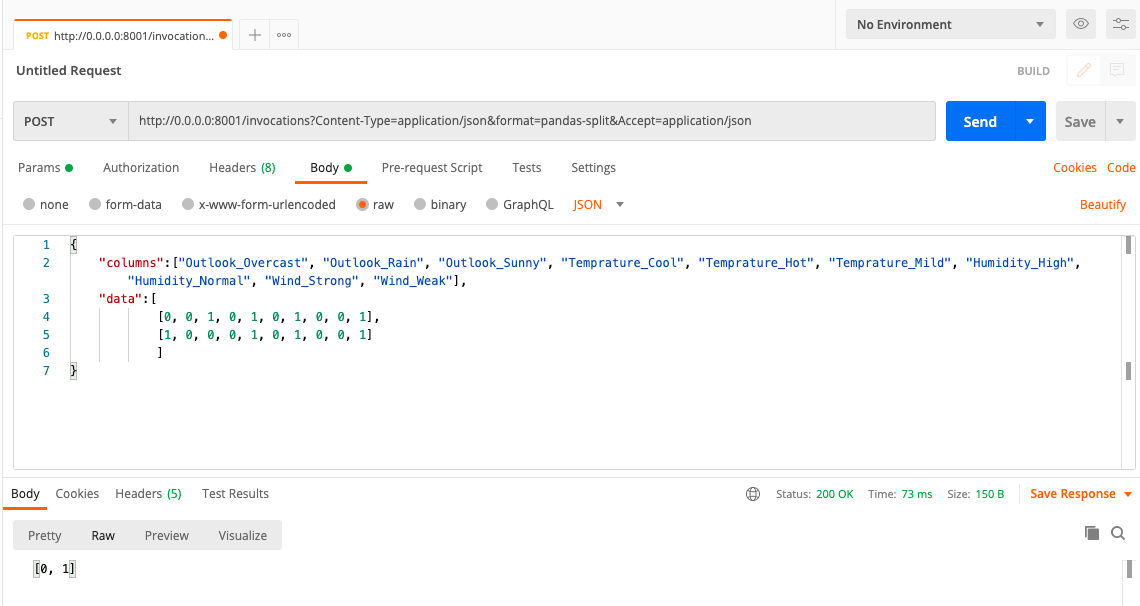 POST http://0.0.0.0:8001/invocation...
No Environment
Untitled Request
BUILD
POST
http://0.0.0.0:8001/invocations?Content-Type=application/json&format=pandas-split&Accept=application/json
Send
Save
Params
Authorization
Headers (8)
Body
Pre-request Script
Tests
Settings
Cookies
Code
none
form-data
x-www-form-urlencoded
raw
binary
GraphQL
JSON
Beautify
1 {
2 "columns":["Outlook_Overcast", "Outlook_Rain", "Outlook_Sunny", "Temprature_Cool", "Temprature_Hot", "Temprature_Mild", "Humidity_High",
"Humidity_Normal", "Wind_Strong", "Wind_Weak"],
3 "data":[
4 [0, 0, 1, 0, 1, 0, 1, 0, 0, 1],
5 [1, 0, 0, 0, 1, 0, 1, 0, 0, 1]
6 ]
7 }
Body
Cookies
Headers (5)
Test Results
Status: 200 OK
Time: 73 ms
Size: 150 B
Save Response
Pretty
Raw
Preview
Visualize
[0, 1]